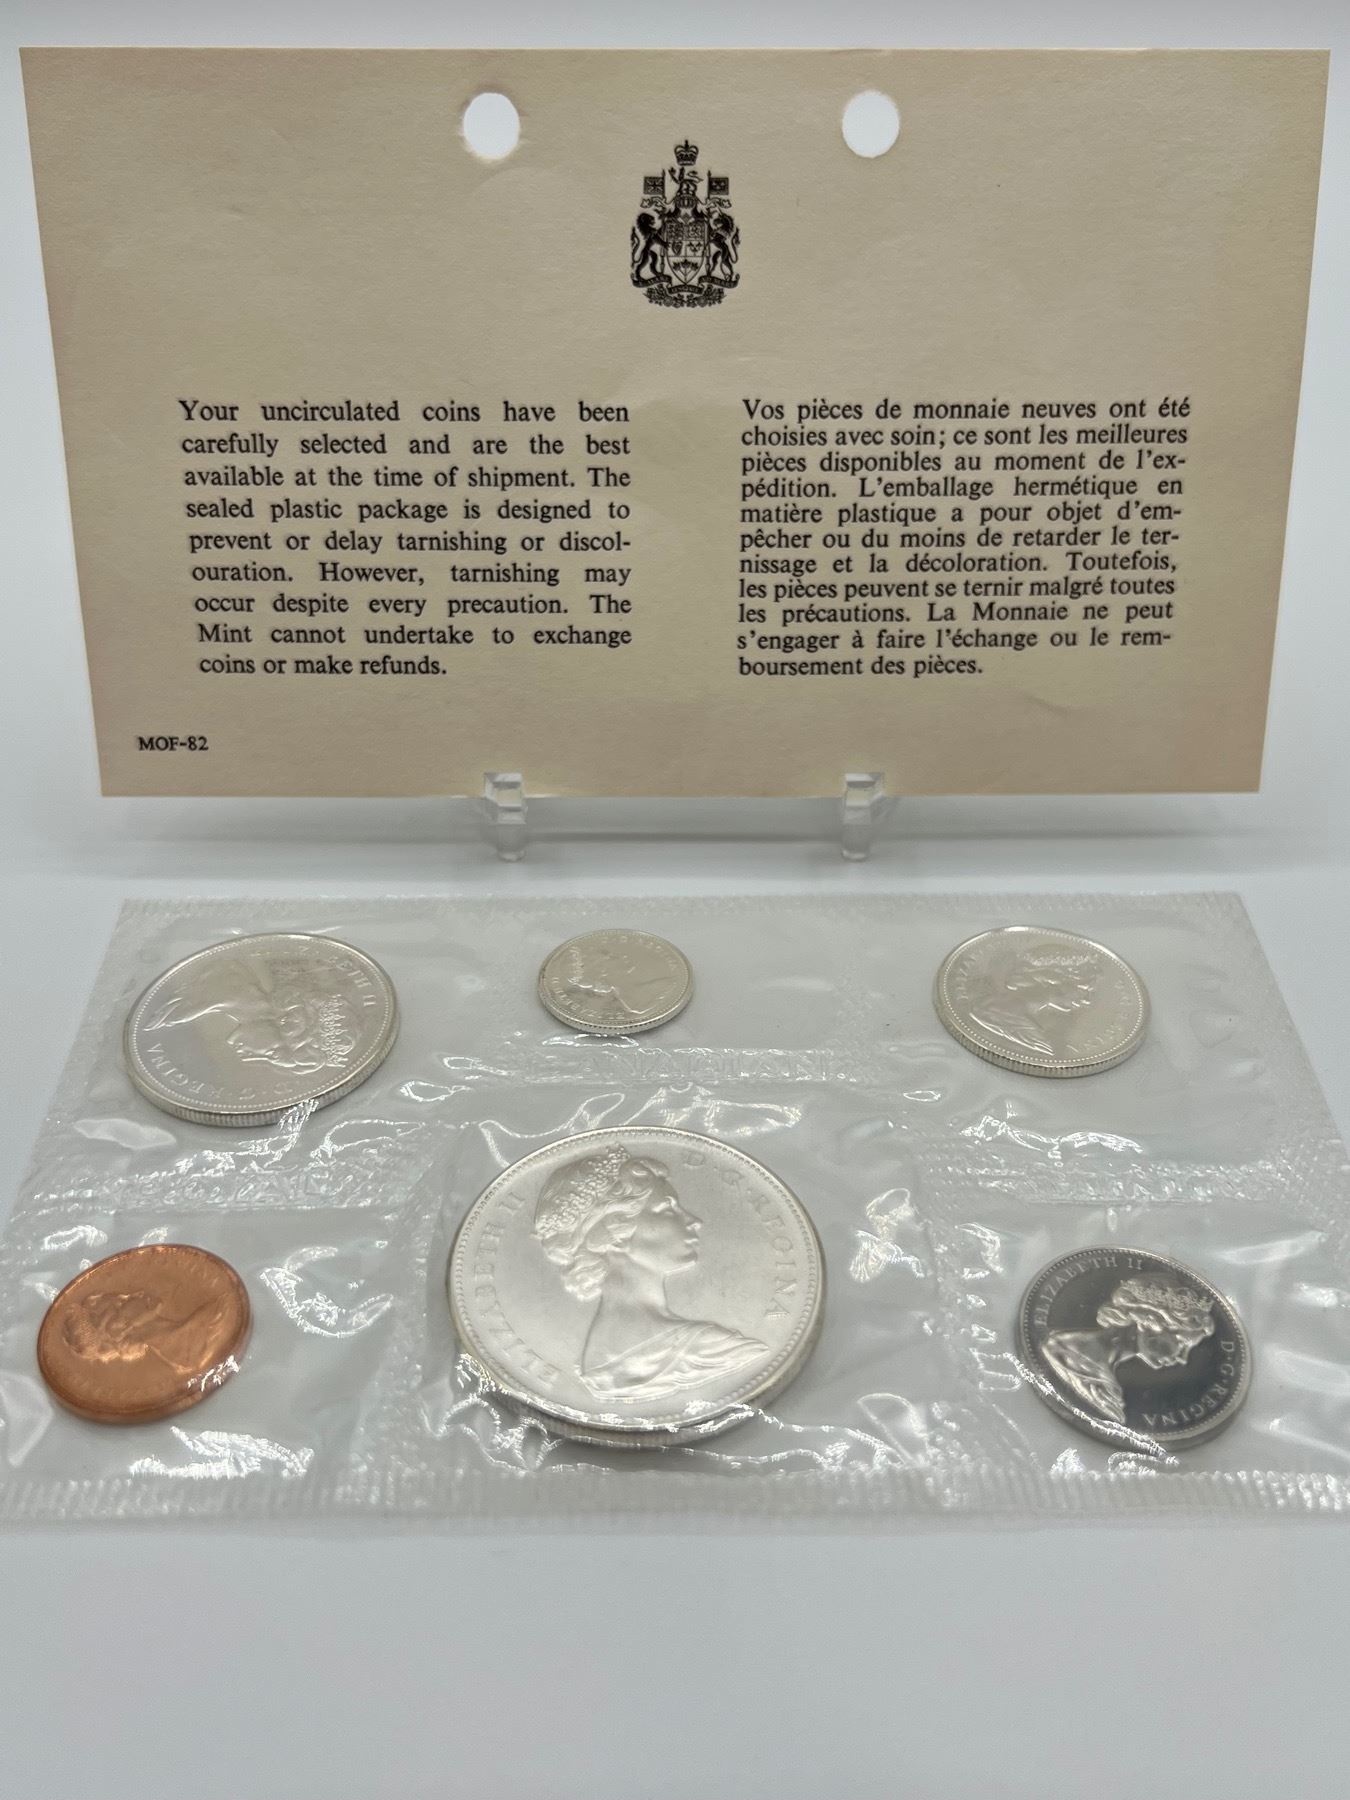 Your uncirculated coins have been
carefully selected and are the best
available at the time of shipment. The
sealed plastic package is designed to
prevent or delay tarnishing or discol-
ouration. However, tarnishing may
occur despite every precaution. The
Mint cannot undertake to exchange
coins or make refunds.
Vos pièces de monnaie neuves ont été
choisies avec soin; ce sont les meilleures
pièces disponibles au moment de l'ex-
pédition. L'emballage hermétique en
matière plastique a pour objet d'em-
pêcher ou du moins de retarder le ter-
nissage et la décoloration. Toutefois,
les pièces peuvent se ternir malgré toutes
les précautions. La Monnaie ne peut
s'engager à faire l'échange ou le rem-
boursement des pièces.
MOF-82
D·G·REGINA
ELIZABETH II D·G·REGINA
ELIZABETH II D·G·REGINA